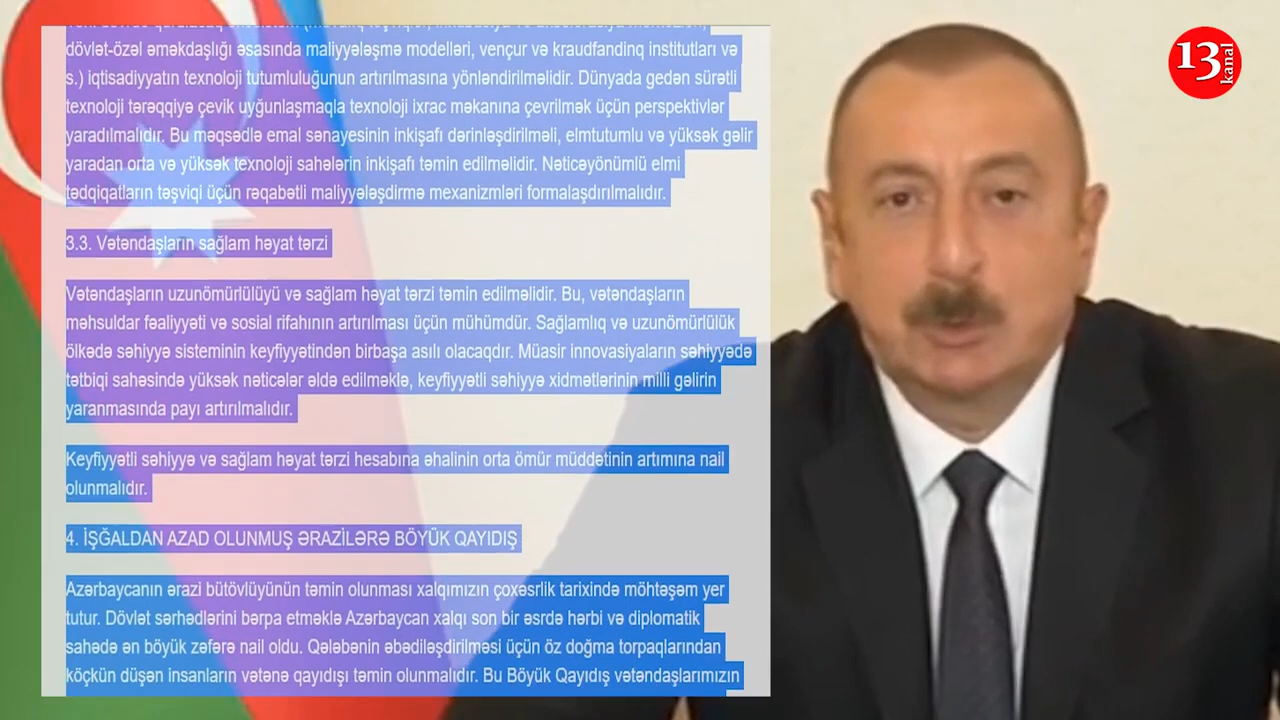 dövlət-özəl əməkdaşlığı əsasında maliyyələşmə modelləri, vençur və kraudfandinq institutları və
s.) iqtisadiyyatın texnoloji tutumluluğunun artırılmasına yönləndirilməlidir. Dünyada gedən sürətli
texnoloji tərəqqiyə çevik uyğunlaşmaqla texnoloji ixrac məkanına çevrilmək üçün perspektivlər
yaradılmalıdır. Bu məqsədlə emal sənayesinin inkişafı dərinləşdirilməli, elmtutumlu və yüksək gəlir
yaradan orta və yüksək texnoloji sahələrin inkişafı təmin edilməlidir. Nəticəyönümlü elmi
tədqiqatların təşviqi üçün rəqabətli maliyyələşdirmə mexanizmləri formalaşdırılmalıdır.
3.3. Vətəndaşların sağlam həyat tərzi
Vətəndaşların uzunömürlülüyü və sağlam həyat tərzi təmin edilməlidir. Bu, vətəndaşların
məhsuldar fəaliyyəti və sosial rifahının artırılması üçün mühümdür. Sağlamlıq və uzunömürlülük
ölkədə səhiyyə sisteminin keyfiyyətindən birbaşa asılı olacaqdır. Müasir innovasiyaların səhiyyədə
tətbiqi sahəsində yüksək nəticələr əldə edilməklə, keyfiyyətli səhiyyə xidmətlərinin milli gəlirin
yaranmasında payı artırılmalıdır.
Keyfiyyətli səhiyyə və sağlam həyat tərzi hesabına əhalinin orta ömür müddətinin artımına nail
olunmalıdır.
4. İŞĞALDAN AZAD OLUNMUŞ ƏRAZİLƏRƏ BÖYÜK QAYIDIŞ
Azərbaycanın ərazi bütövlüyünün təmin olunması xalqımızın çoxəsrlik tarixində möhtəşəm yer
tutur. Dövlət sərhədlərini bərpa etməklə Azərbaycan xalqı son bir əsrdə hərbi və diplomatik
sahədə ən böyük zəfərə nail oldu. Qələbənin əbədiləşdirilməsi üçün öz doğma torpaqlarından
köçkün düşən insanların vətənə qayıdışı təmin olunmalıdır. Bu Böyük Qayıdış vətəndaşlarımızın
13 kanal